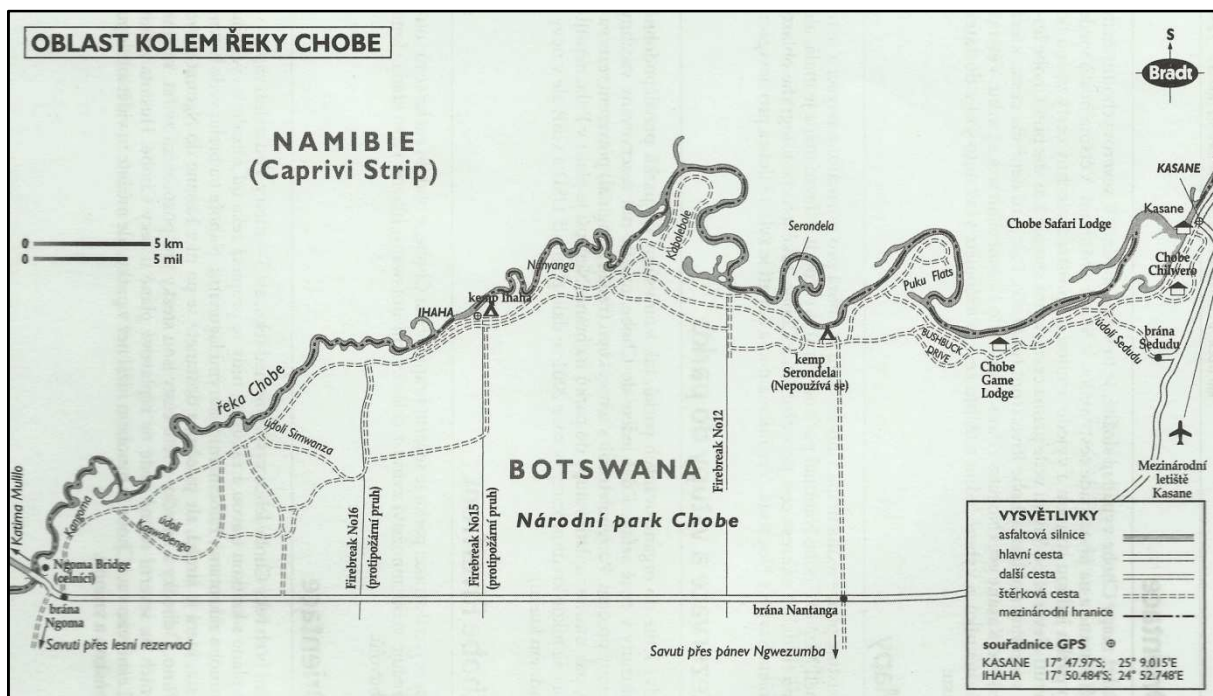 OBLAST KOLEM ŘEKY CHOBE
S
Bradt
NAMIBIE
(Caprivi Strip)
KASANE
Kasane
Chobe Safari Lodge
0 5 km
0 5 mil
Kabolebole
Serondela
Nanyanga
Puku Flats
Chobe
Chilwero
kemp Ihaha
IHAHA
údolí Sedudu
brána
Sedudu
BUSHBUCK
DRIVE
kemp
Serondela
(Nepoužívá se)
Chobe
Game
Lodge
řeka Chobe
údolí Simwanza
Firebreak No12
BOTSWANA
Národní park Chobe
Mezinárodní
letiště
Kasane
Katima Mulilo
Kangoma
údolí
Kaswabenga
Firebreak No16
(protipožární pruh)
Firebreak No15
(protipožární pruh)
Ngoma Bridge
(celníci)
brána
Ngoma
brána Nantanga
Savuti přes lesní rezervaci
Savuti přes pánev Ngwezumba
VYSVĚTLIVKY
asfaltová silnice
hlavní cesta
další cesta
štěrková cesta
mezinárodní hranice
souřadnice GPS
KASANE 17° 47.97'S; 25° 9.015'E
IHAHA 17° 50.484'S; 24° 52.748'E